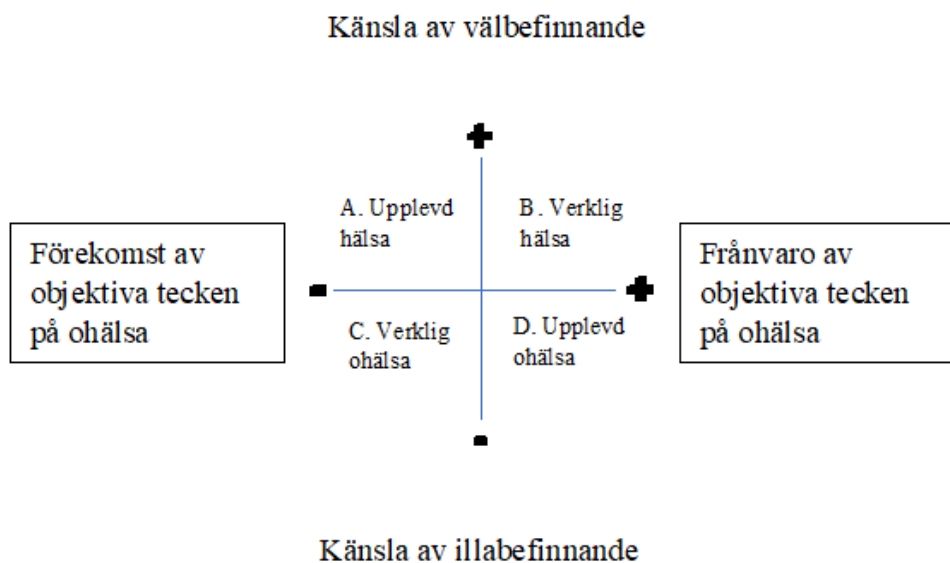 Känsla av välbefinnande
A. Upplevd
hälsa
B. Verklig
hälsa
Förekomst av
objektiva tecken
på ohälsa
Frånvaro av
objektiva tecken
på ohälsa
C. Verklig
ohälsa
D. Upplevd
ohälsa
Känsla av illabefinnande